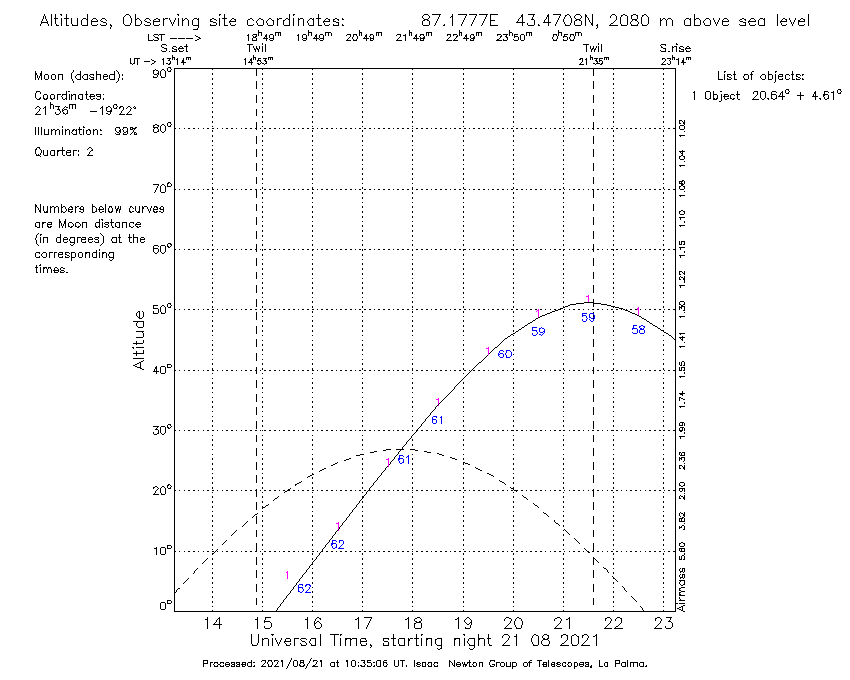 Altitudes, Observing site coordinates: 87.1777E 43.4708N, 2080 m above sea level
LST ---> 18ʰ49ᵐ 19ʰ49ᵐ 20ʰ49ᵐ 21ʰ49ᵐ 22ʰ49ᵐ 23ʰ50ᵐ 0ʰ50ᵐ
S.set Twil Twil S.rise
UT -> 13ʰ14ᵐ 14ʰ53ᵐ 21ʰ35ᵐ 23ʰ14ᵐ
Moon (dashed):
Coordinates:
21ʰ36ᵐ -19°22'
Illumination: 99%
Quarter: 2
Numbers below curves
are Moon distance
(in degrees) at the
corresponding
times.
List of objects:
1 Object 20.64° + 4.61°
90°
80°
70°
60°
50°
40°
30°
20°
10°
0°
Altitude
1 1 1 1 1 1 1 1
62 62 61 61 60 59 59 58
1.02
1.04
1.06
1.10
1.15
1.22
1.30
1.41
1.55
1.74
1.99
2.36
2.90
3.82
5.60
Airmass
14 15 16 17 18 19 20 21 22 23
Universal Time, starting night 21 08 2021
Processed: 2021/08/21 at 10:35:06 UT. Isaac Newton Group of Telescopes, La Palma.